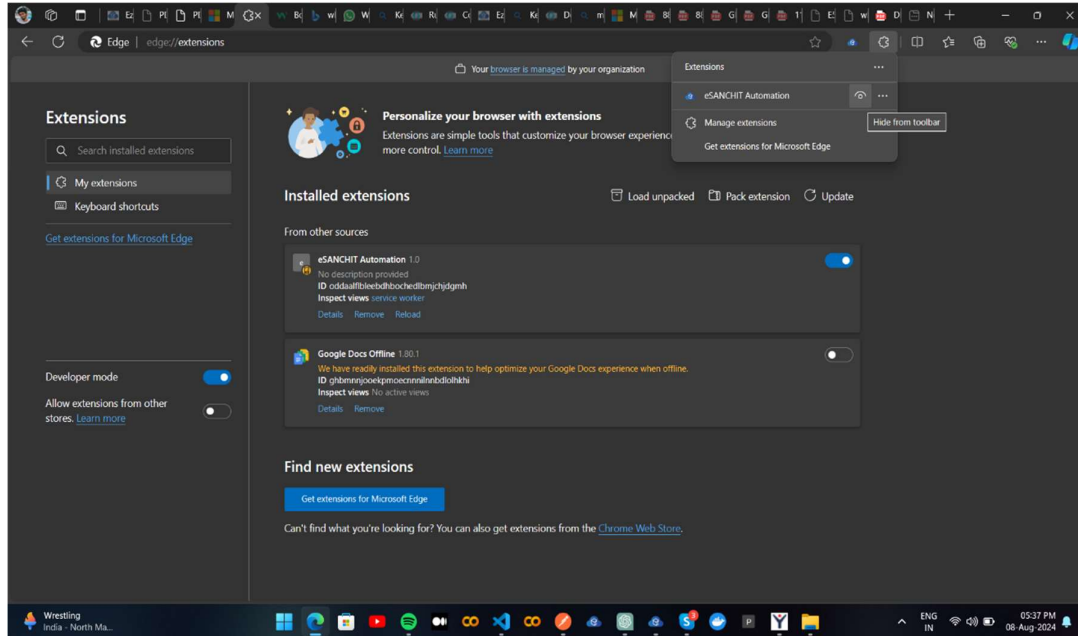 Edge
edge://extensions
Your browser is managed by your organization
Extensions
eSANCHIT Automation
Manage extensions
Hide from toolbar
Get extensions for Microsoft Edge
Extensions
Search installed extensions
My extensions
Keyboard shortcuts
Get extensions for Microsoft Edge
Personalize your browser with extensions
Extensions are simple tools that customize your browser experience
more control. Learn more
Installed extensions
Load unpacked
Pack extension
Update
From other sources
eSANCHIT Automation 1.0
No description provided
ID oddaalflbleebdhbochedlbmjchjdgmh
Inspect views service worker
Details Remove Reload
Google Docs Offline 1.80.1
We have readily installed this extension to help optimize your Google Docs experience when offline.
ID ghbmnnjooekpmoecnnnilnnbdlolhkhi
Inspect views No active views
Details Remove
Developer mode
Allow extensions from other
stores. Learn more
Find new extensions
Get extensions for Microsoft Edge
Can't find what you're looking for? You can also get extensions from the Chrome Web Store.
Wrestling
India - North Ma...
ENG
IN
05:37 PM
08-Aug-2024